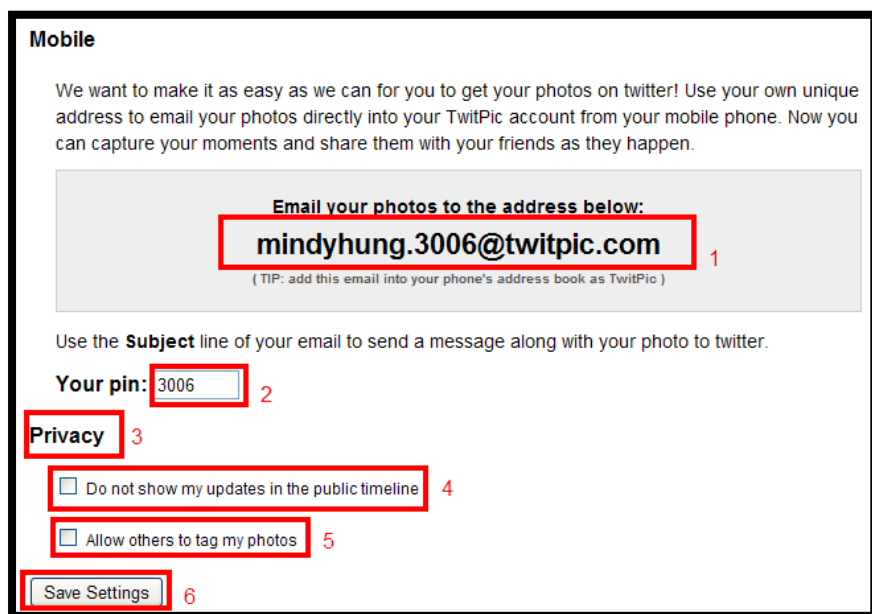 Mobile
We want to make it as easy as we can for you to get your photos on twitter! Use your own unique
address to email your photos directly into your TwitPic account from your mobile phone. Now you
can capture your moments and share them with your friends as they happen.
Email your photos to the address below:
mindyhung.3006@twitpic.com
1
( TIP: add this email into your phone's address book as TwitPic )
Use the Subject line of your email to send a message along with your photo to twitter.
Your pin: 3006 2
Privacy 3
Do not show my updates in the public timeline 4
Allow others to tag my photos 5
Save Settings 6